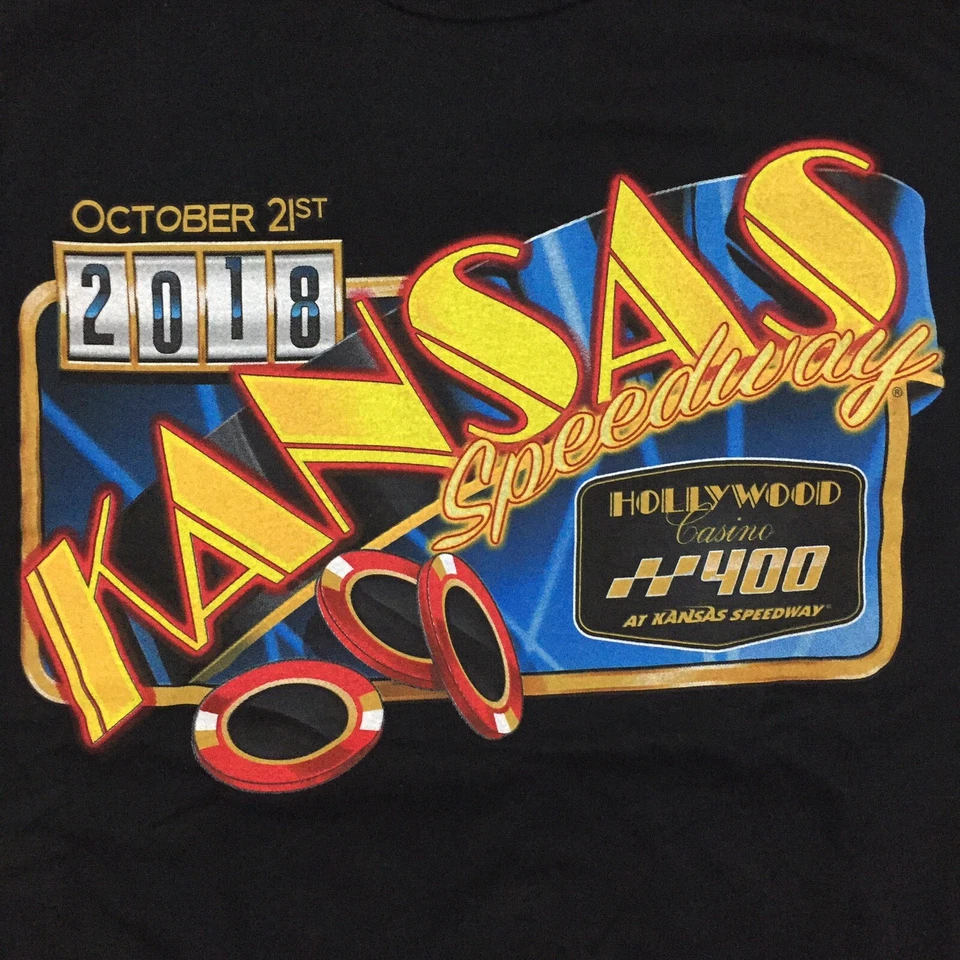 OCTOBER 21ST
2018
KANSAS
Speedway®
HOLLYWOOD
Casino
400
AT KANSAS SPEEDWAY®